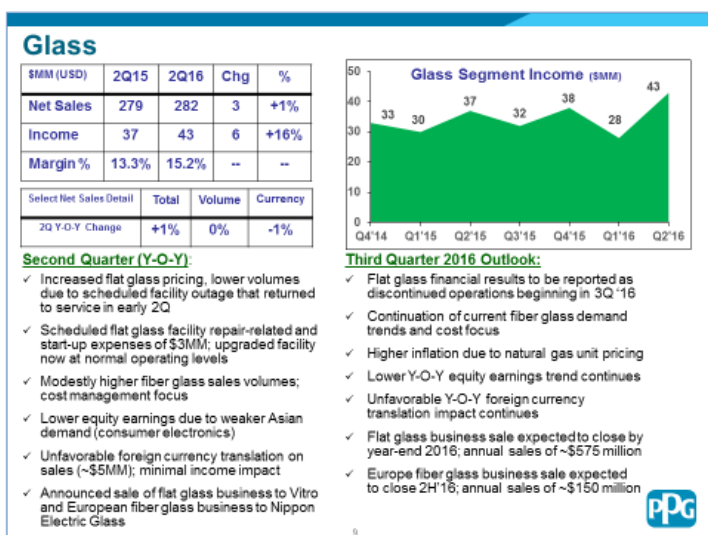 Glass
$MM (USD) 2Q15 2Q16 Chg %
Net Sales 279 282 3 +1%
Income 37 43 6 +16%
Margin % 13.3% 15.2% -- --
Select Net Sales Detail Total Volume Currency
2Q Y-O-Y Change +1% 0% -1%
Second Quarter (Y-O-Y):
✓ Increased flat glass pricing, lower volumes
due to scheduled facility outage that returned
to service in early 2Q
✓ Scheduled flat glass facility repair-related and
start-up expenses of $3MM; upgraded facility
now at normal operating levels
✓ Modestly higher fiber glass sales volumes;
cost management focus
✓ Lower equity earnings due to weaker Asian
demand (consumer electronics)
✓ Unfavorable foreign currency translation on
sales (~$5MM); minimal income impact
✓ Announced sale of flat glass business to Vitro
and European fiber glass business to Nippon
Electric Glass
Glass Segment Income ($MM)
50
40
30
20
10
0
33 30 37 32 38 28 43
Q4'14 Q1'15 Q2'15 Q3'15 Q4'15 Q1'16 Q2'16
Third Quarter 2016 Outlook:
✓ Flat glass financial results to be reported as
discontinued operations beginning in 3Q '16
✓ Continuation of current fiber glass demand
trends and cost focus
✓ Higher inflation due to natural gas unit pricing
✓ Lower Y-O-Y equity earnings trend continues
✓ Unfavorable Y-O-Y foreign currency
translation impact continues
✓ Flat glass business sale expected to close by
year-end 2016; annual sales of ~$575 million
✓ Europe fiber glass business sale expected
to close 2H'16; annual sales of ~$150 million
PPG
9